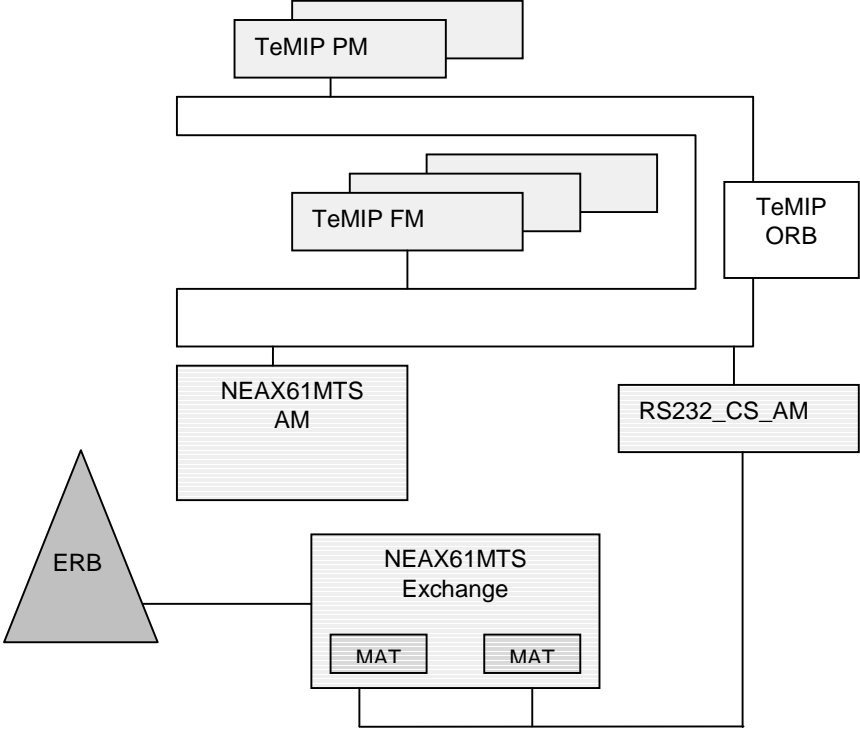 TeMIP PM
TeMIP FM
TeMIP
ORB
NEAX61MTS
AM
RS232_CS_AM
ERB
NEAX61MTS
Exchange
MAT
MAT